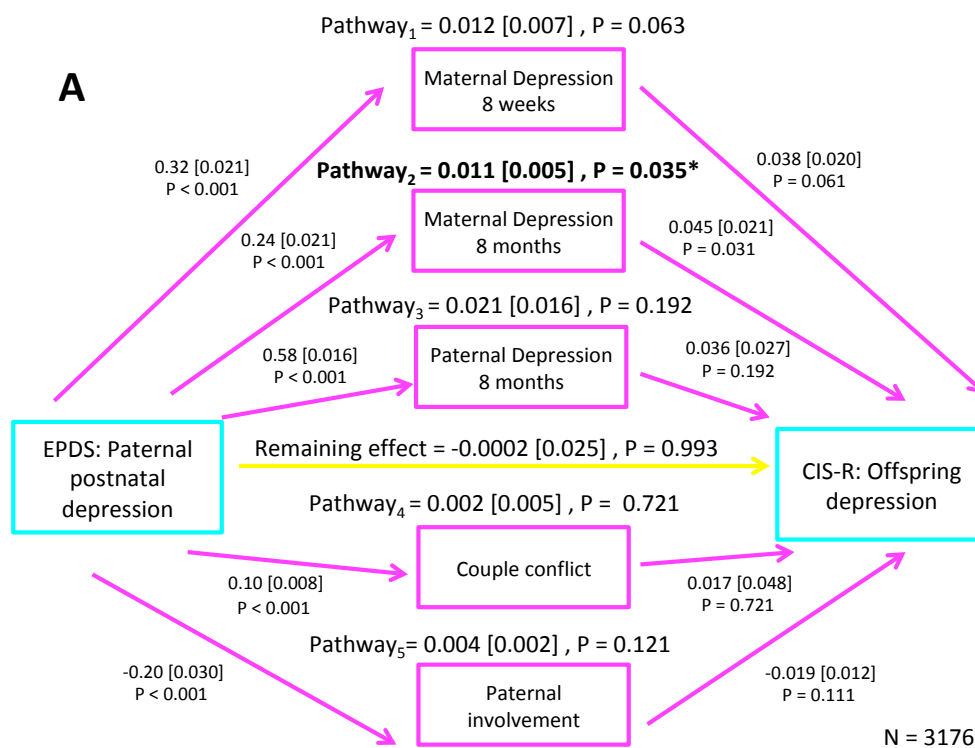 Pathway₁ = 0.012 [0.007] , P = 0.063
A
Maternal Depression
8 weeks
0.32 [0.021]
P < 0.001
0.038 [0.020]
P = 0.061
Pathway₂ = 0.011 [0.005] , P = 0.035*
Maternal Depression
8 months
0.24 [0.021]
P < 0.001
0.045 [0.021]
P = 0.031
Pathway₃ = 0.021 [0.016] , P = 0.192
Paternal Depression
8 months
0.58 [0.016]
P < 0.001
0.036 [0.027]
P = 0.192
EPDS: Paternal
postnatal
depression
Remaining effect = -0.0002 [0.025] , P = 0.993
CIS-R: Offspring
depression
Pathway₄ = 0.002 [0.005] , P = 0.721
Couple conflict
0.10 [0.008]
P < 0.001
0.017 [0.048]
P = 0.721
Pathway₅ = 0.004 [0.002] , P = 0.121
Paternal
involvement
-0.20 [0.030]
P < 0.001
-0.019 [0.012]
P = 0.111
N = 3176